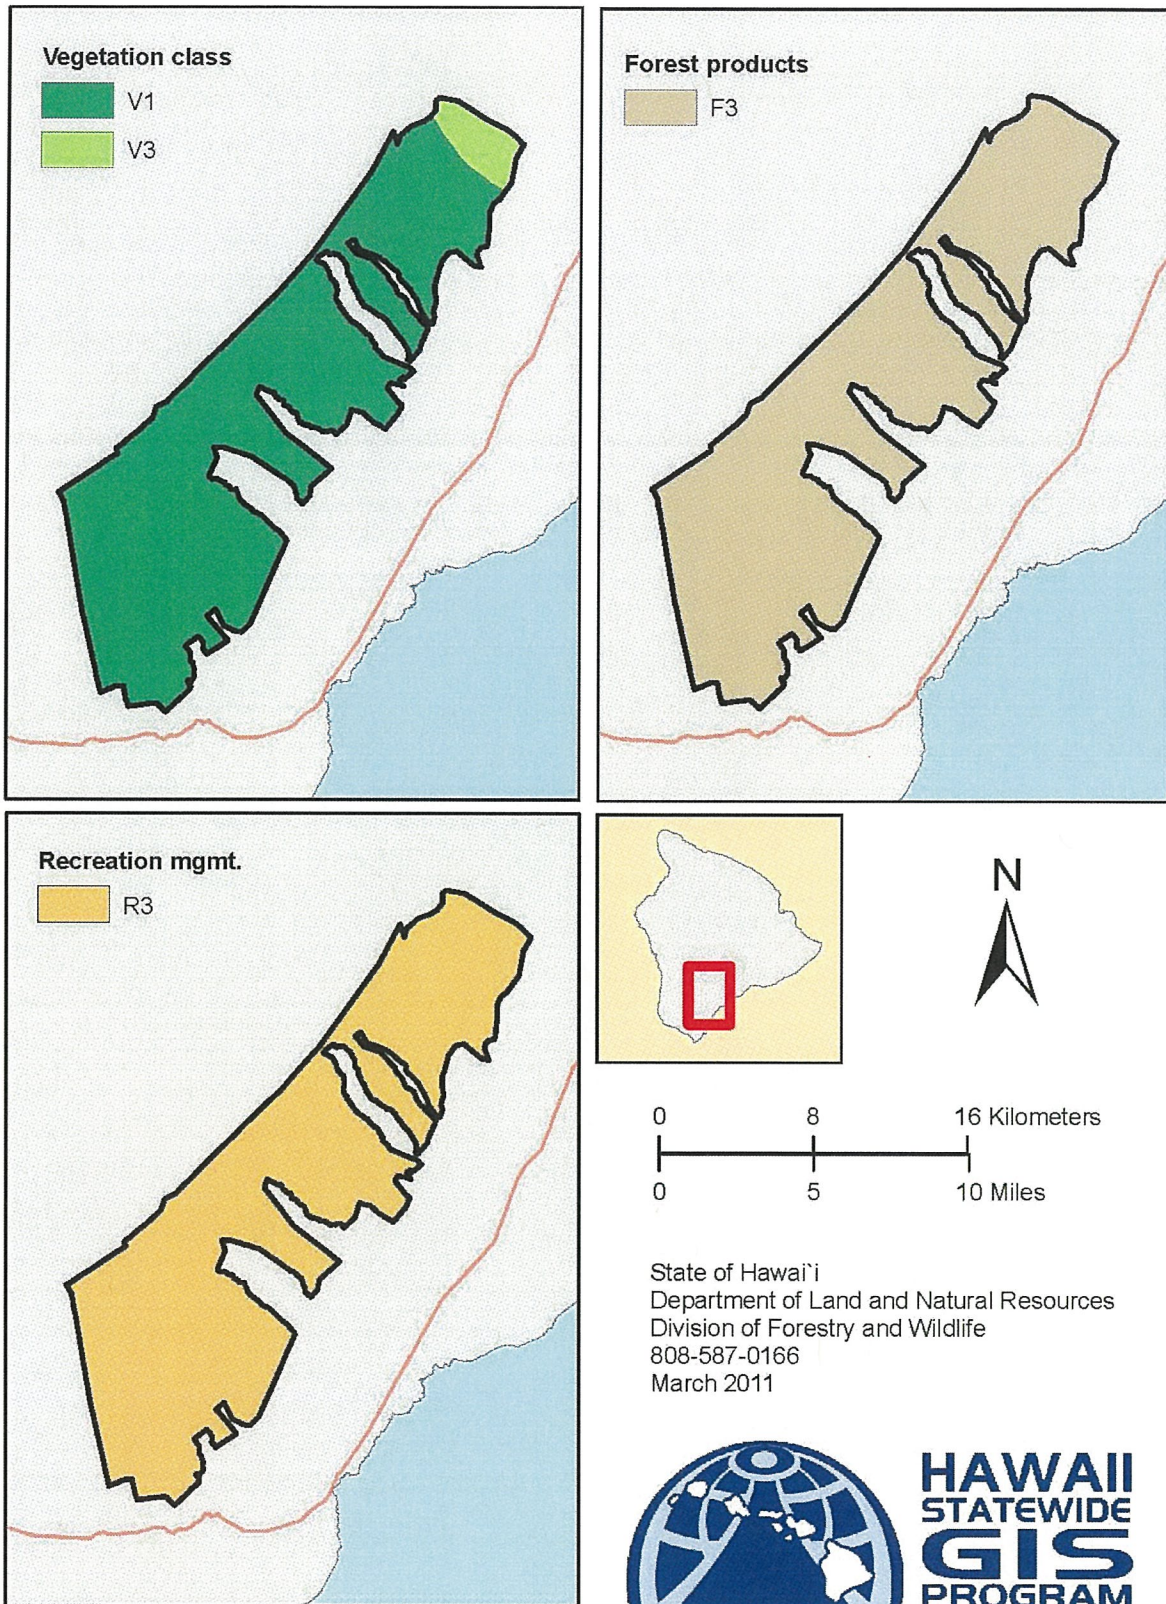 Vegetation class
V1
V3
Forest products
F3
Recreation mgmt.
R3
N
0 8 16 Kilometers
0 5 10 Miles
State of Hawai`i
Department of Land and Natural Resources
Division of Forestry and Wildlife
808-587-0166
March 2011
HAWAII
STATEWIDE
GIS
PROGRAM